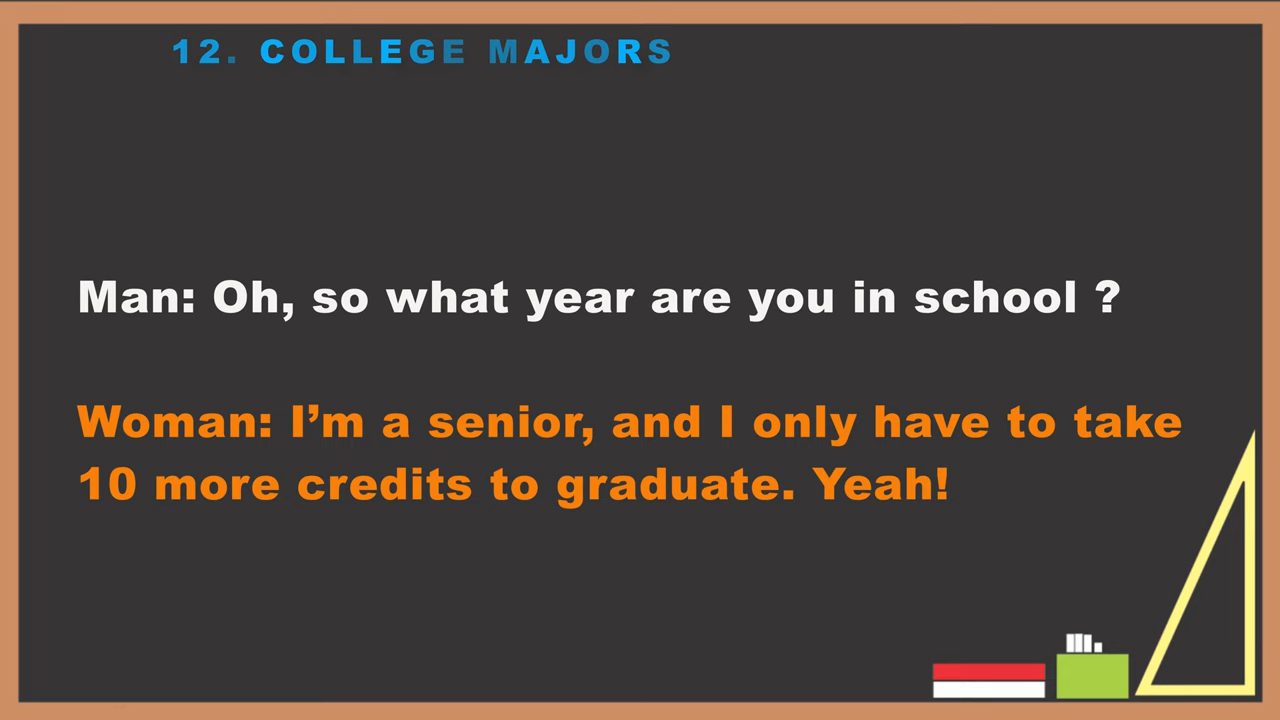 12. COLLEGE MAJORS
Man: Oh, so what year are you in school ?
Woman: I’m a senior, and I only have to take
10 more credits to graduate. Yeah!